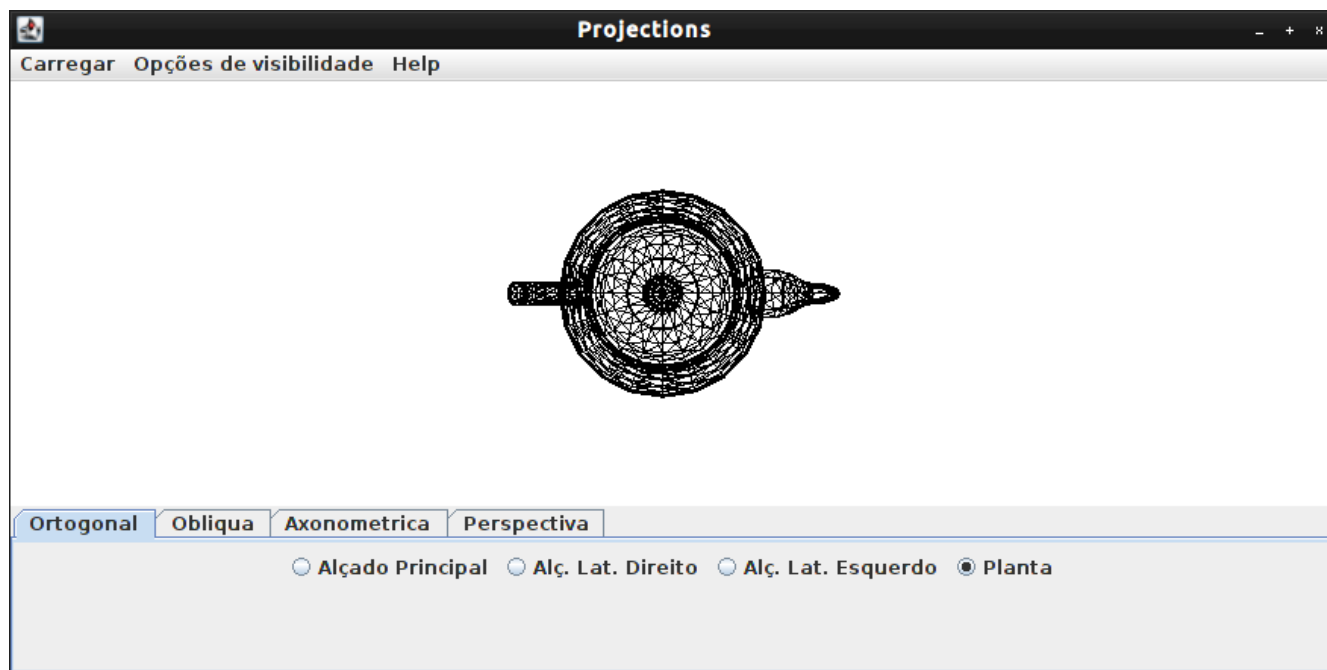 Projections
Carregar Opções de visibilidade Help
Ortogonal Obliqua Axonometrica Perspectiva
Alçado Principal Alç. Lat. Direito Alç. Lat. Esquerdo Planta